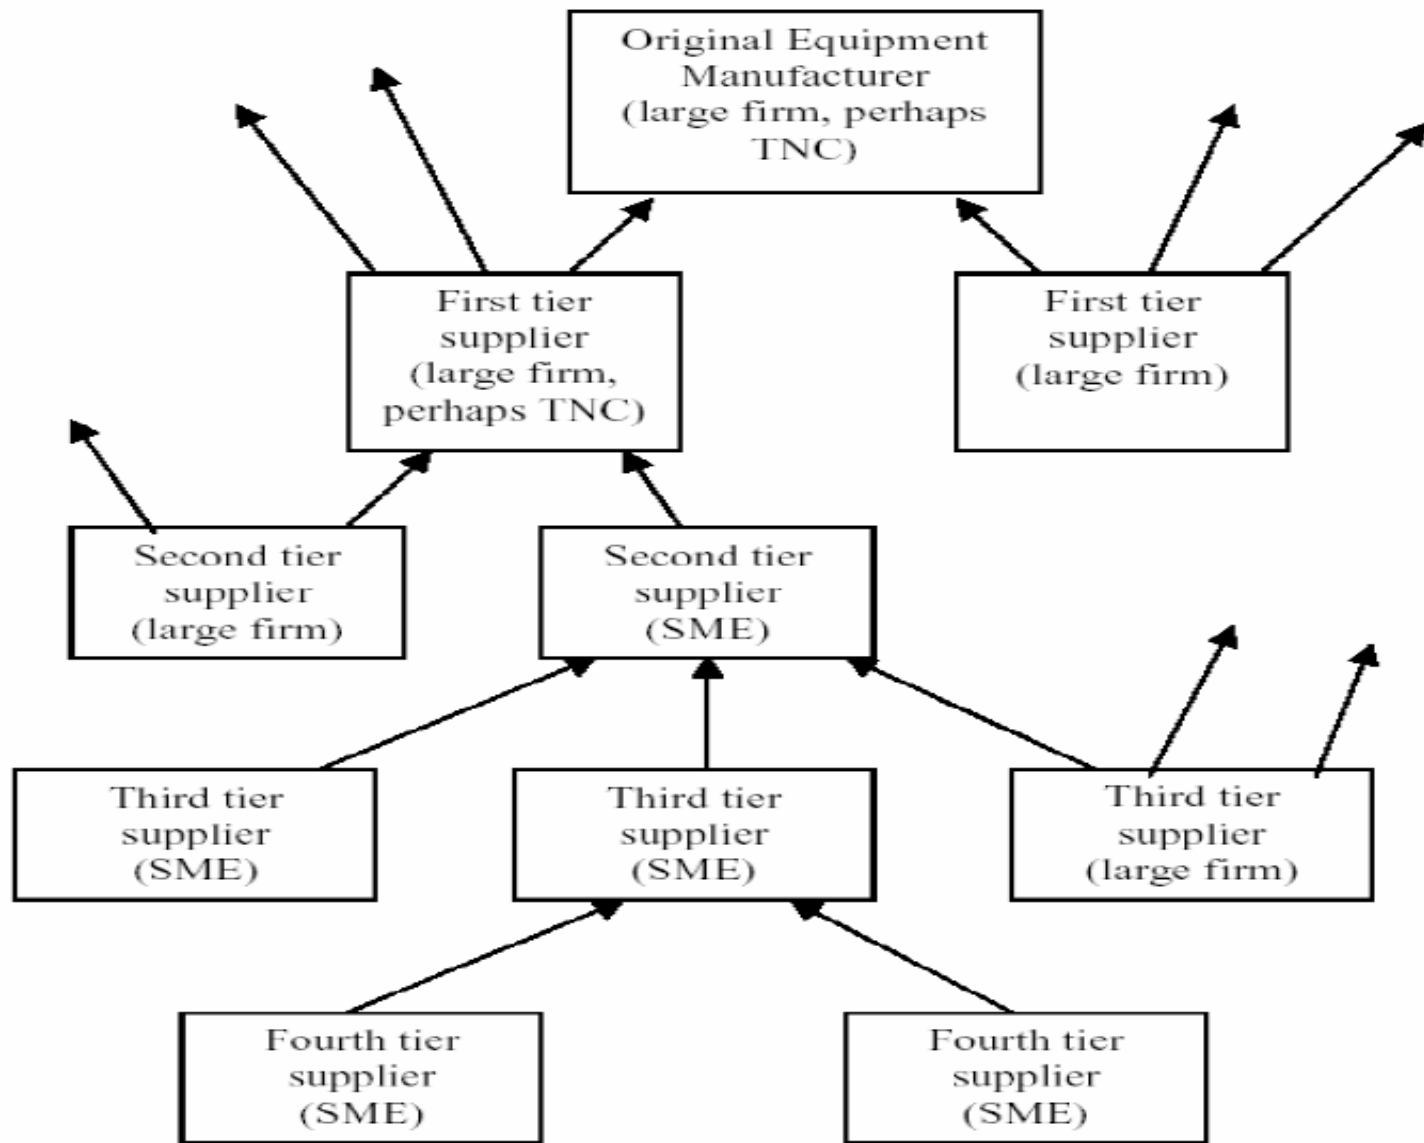 Original Equipment
Manufacturer
(large firm, perhaps
TNC)
First tier
supplier
(large firm,
perhaps TNC)
First tier
supplier
(large firm)
Second tier
supplier
(large firm)
Second tier
supplier
(SME)
Third tier
supplier
(SME)
Third tier
supplier
(SME)
Third tier
supplier
(large firm)
Fourth tier
supplier
(SME)
Fourth tier
supplier
(SME)